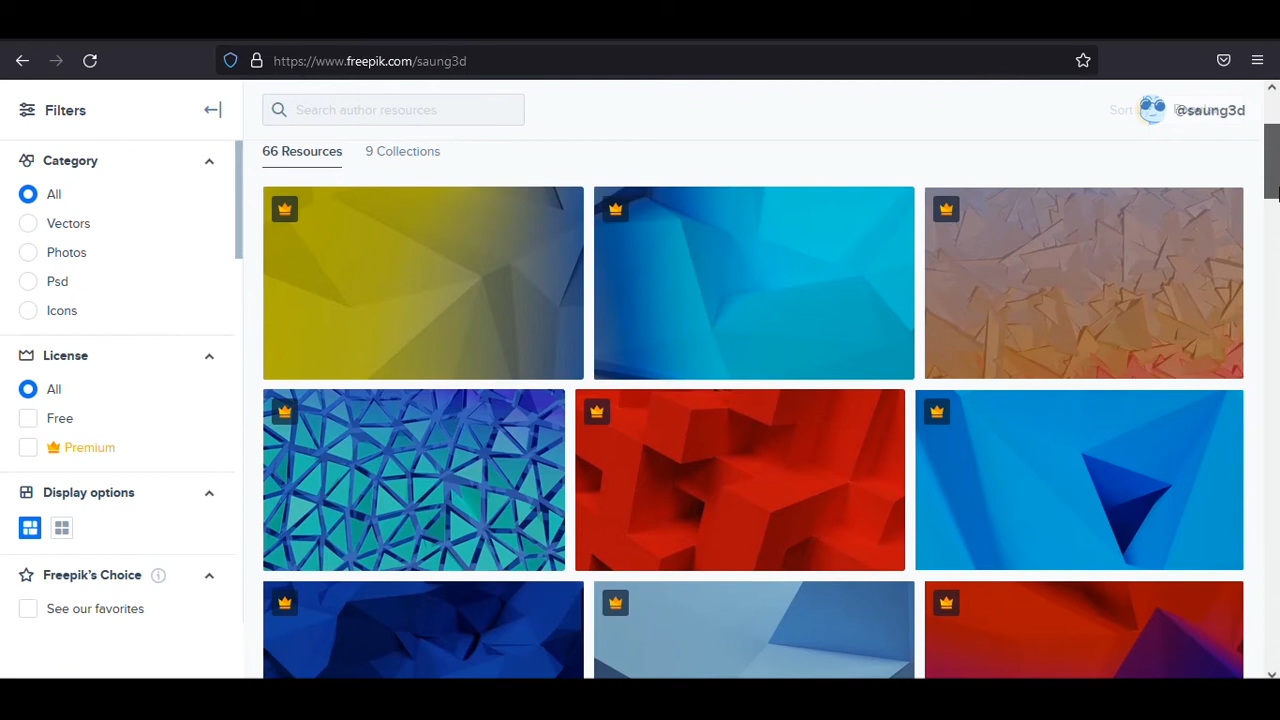 https://www.freepik.com/saung3d
Filters
Search author resources
Sort
@saung3d
66 Resources
9 Collections
Category
All
Vectors
Photos
Psd
Icons
License
All
Free
Premium
Display options
Freepik's Choice
See our favorites